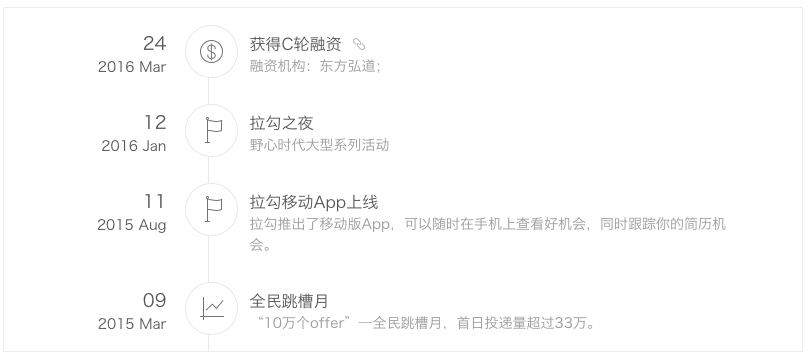 24
2016 Mar
获得C轮融资
融资机构：东方弘道；
12
2016 Jan
拉勾之夜
野心时代大型系列活动
11
2015 Aug
拉勾移动App上线
拉勾推出了移动版App，可以随时在手机上查看好机会，同时跟踪你的简历机
会。
09
2015 Mar
全民跳槽月
“10万个offer”—全民跳槽月，首日投递量超过33万。